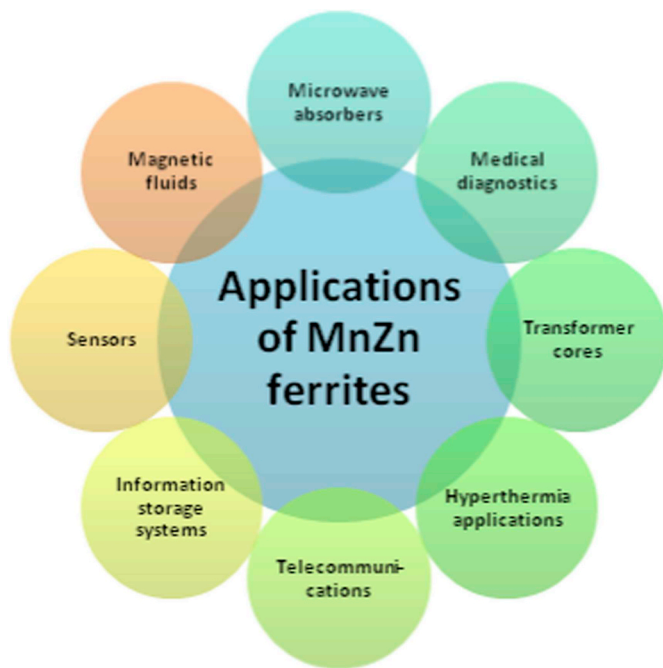 Microwave
absorbers
Medical
diagnostics
Transformer
cores
Hyperthermia
applications
Telecommuni-
cations
Information
storage
systems
Sensors
Magnetic
fluids
Applications
of MnZn
ferrites